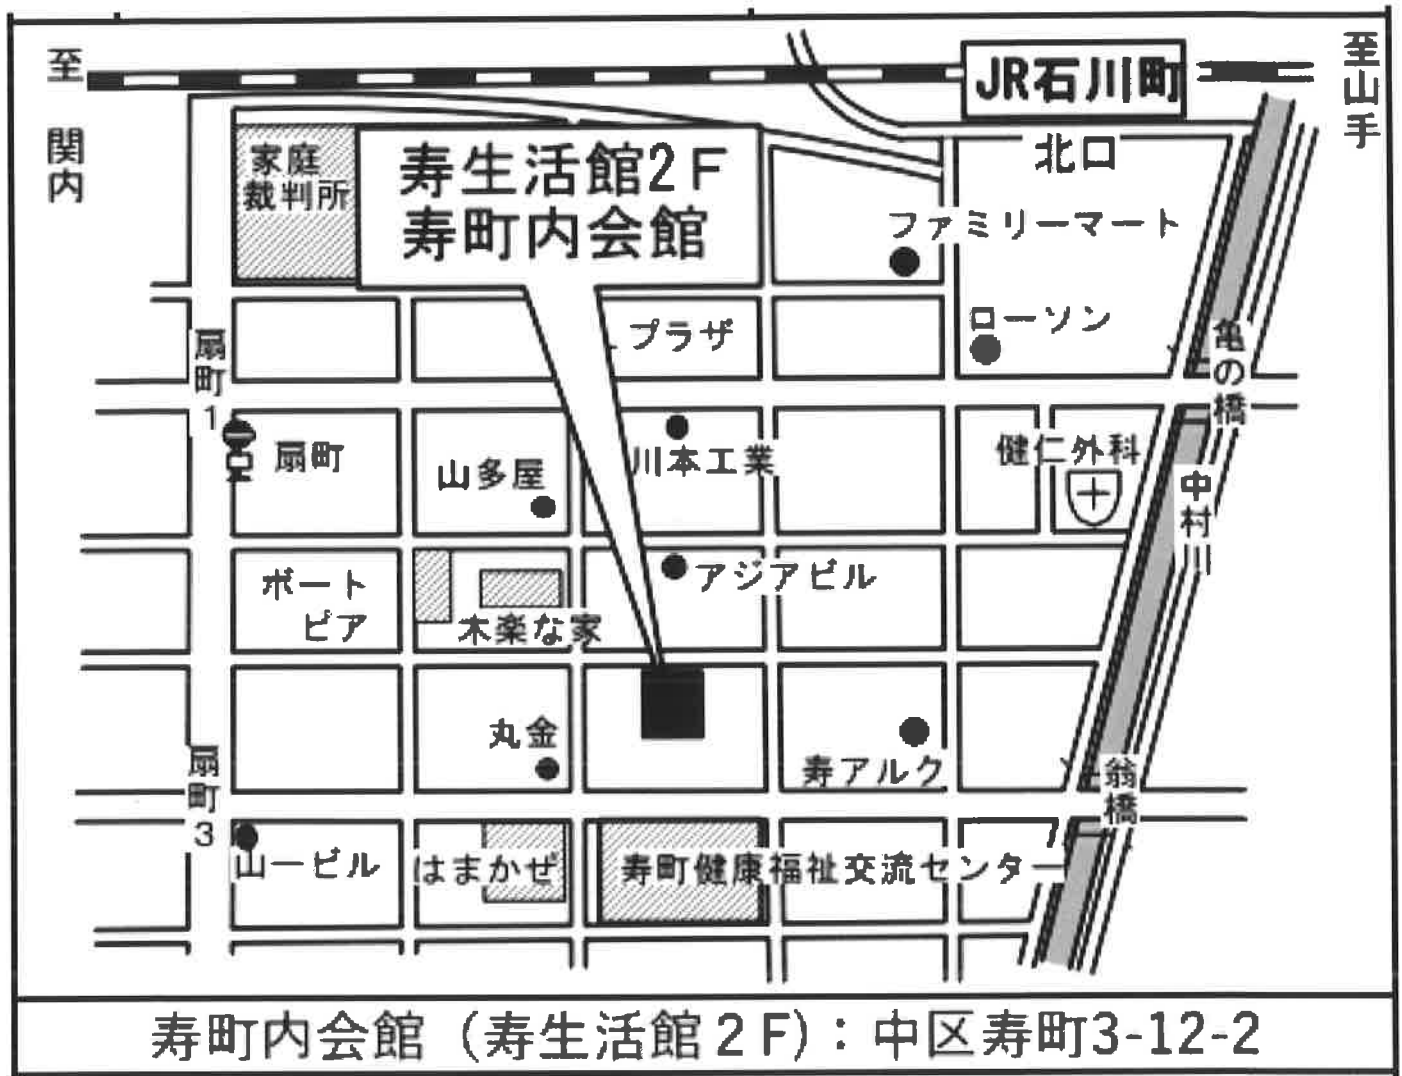 至
関
内
JR石川町
至
山
手
北口
家庭
裁判所
寿生活館2F
寿町内会館
ファミリーマート
ローソン
プラザ
扇
町
1
亀
の
橋
扇町
山多屋
川本工業
健仁外科
中
村
川
アジアビル
ボート
ピア
木楽な家
丸金
寿アルク
扇
町
3
翁
橋
山一ビル
はまかぜ
寿町健康福祉交流センター
寿町内会館（寿生活館２F）：中区寿町3-12-2